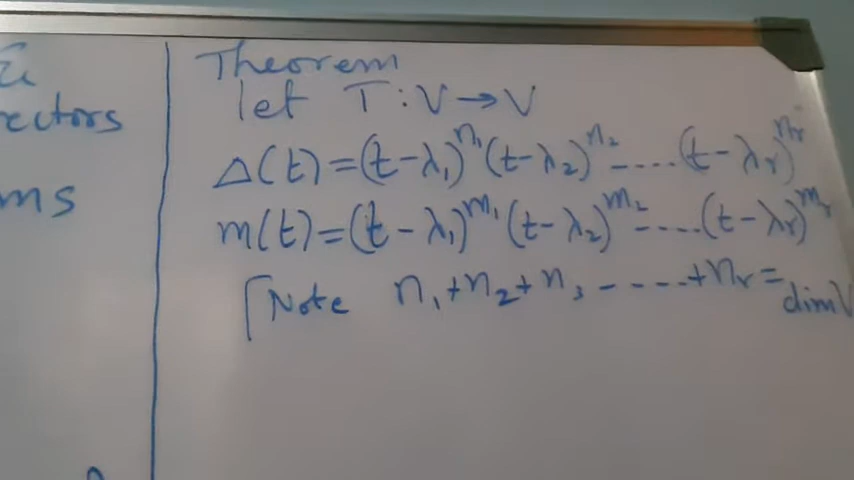 ectors
ms
Theorem
let T : V → V
Δ(t) = (t-λ₁)^n₁ (t-λ₂)^n₂ ----- (t-λᵣ)^nᵣ
m(t) = (t-λ₁)^m₁ (t-λ₂)^m₂ ----- (t-λᵣ)^mᵣ
[Note n₁+n₂+n₃ ------+nᵣ = dim V